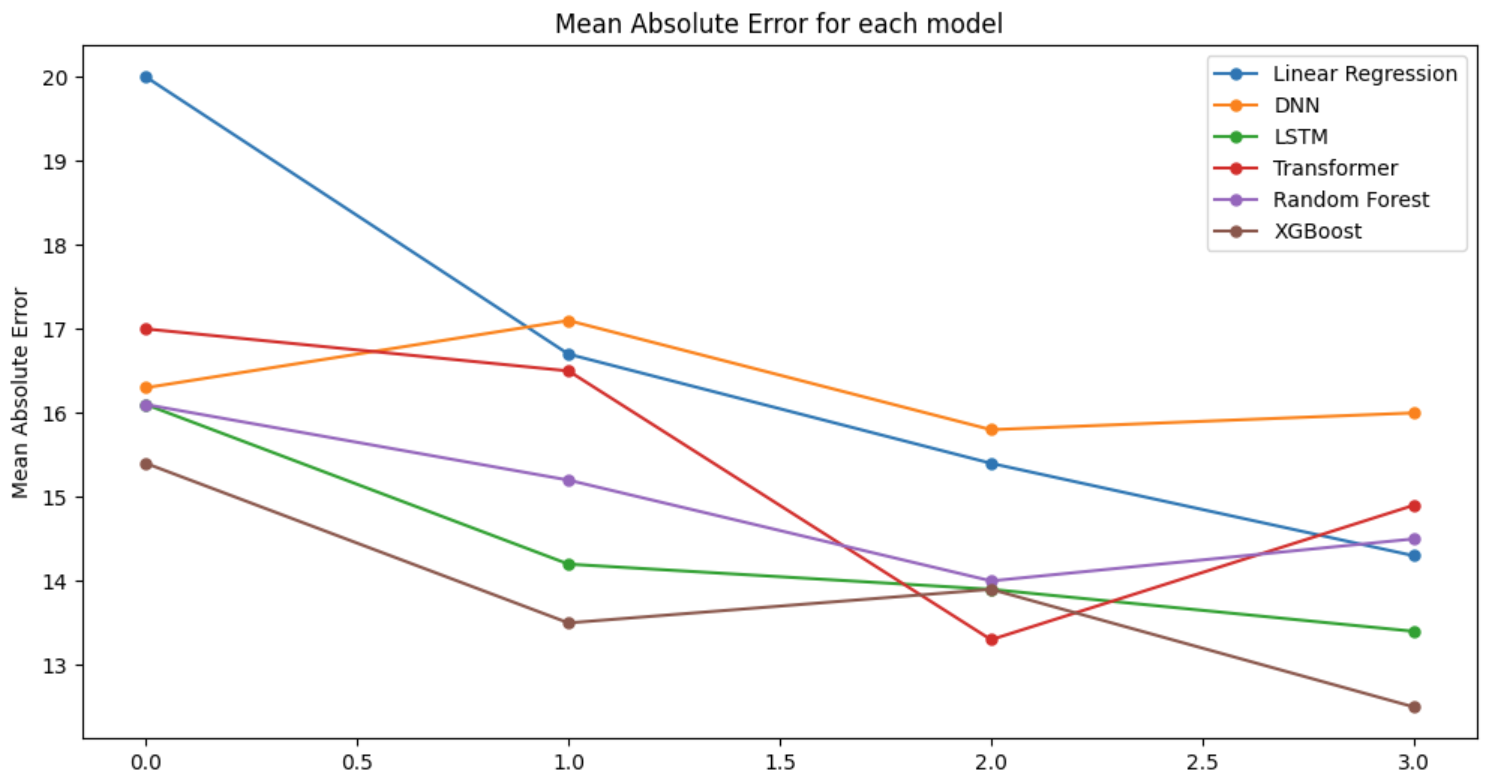 Mean Absolute Error for each model
Mean Absolute Error
20
19
18
17
16
15
14
13
0.0
0.5
1.0
1.5
2.0
2.5
3.0
Linear Regression
DNN
LSTM
Transformer
Random Forest
XGBoost